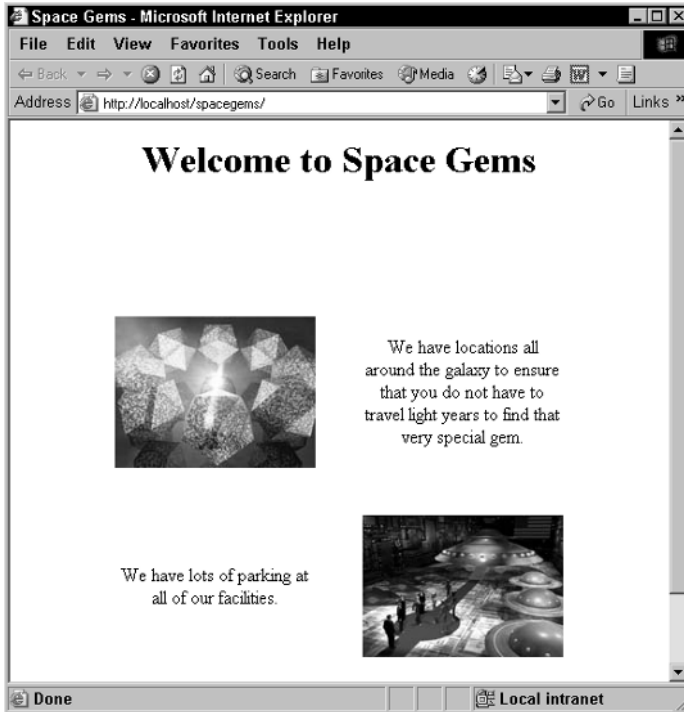 Space Gems - Microsoft Internet Explorer
File Edit View Favorites Tools Help
Back Search Favorites Media W
Address http://localhost/spacegems/ Go Links »
Welcome to Space Gems
We have locations all
around the galaxy to ensure
that you do not have to
travel light years to find that
very special gem.
We have lots of parking at
all of our facilities.
Done Local intranet